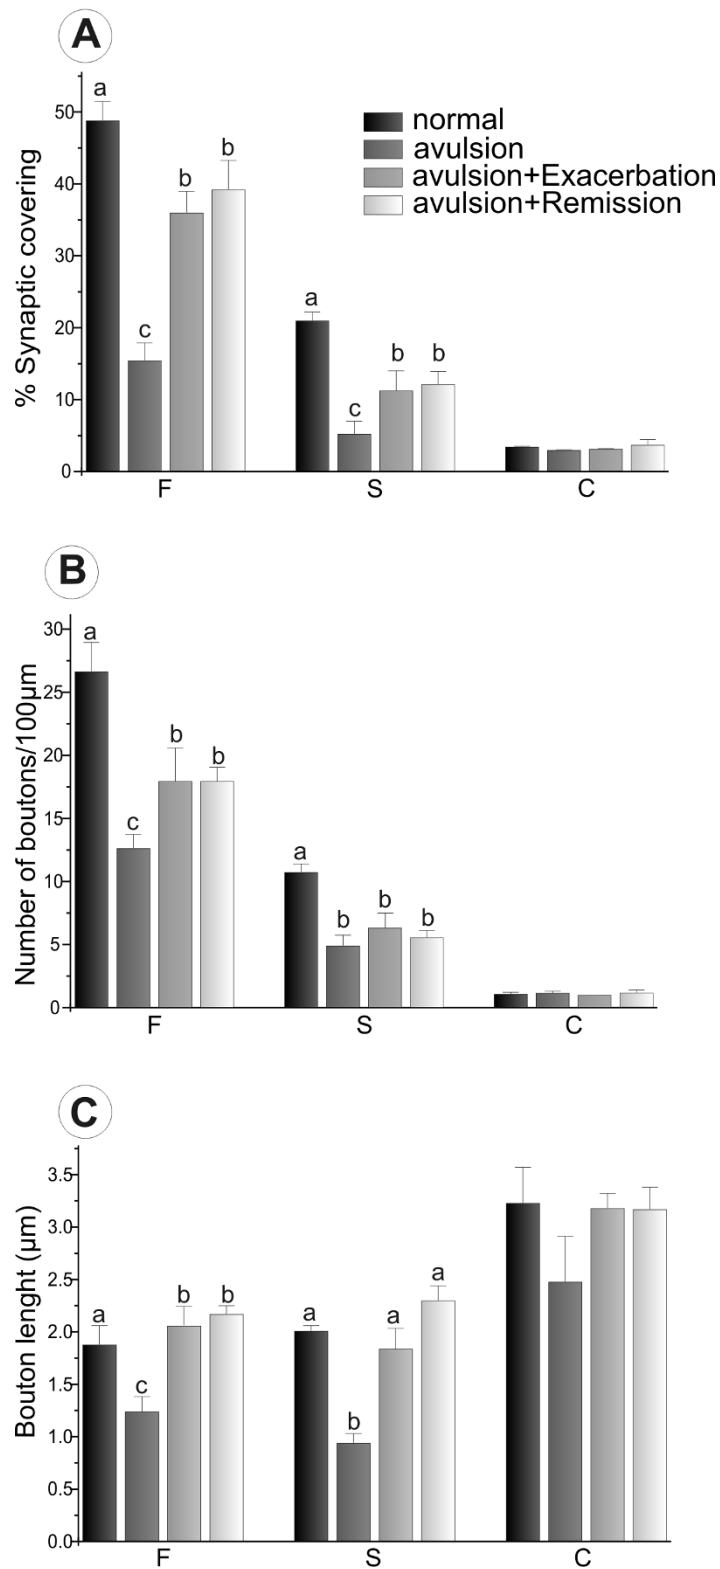 A
a
50
normal
avulsion
avulsion+Exacerbation
avulsion+Remission
b
b
40
30
a
20
c
b
b
10
c
0
% Synaptic covering
F
S
C
B
30
a
25
20
b
b
15
c
a
10
b
b
b
5
0
Number of boutons/100µm
F
S
C
C
3.5
3.0
2.5
a
b
b
a
a
a
2.0
c
1.5
b
1.0
0.5
0.0
Bouton lenght (µm)
F
S
C